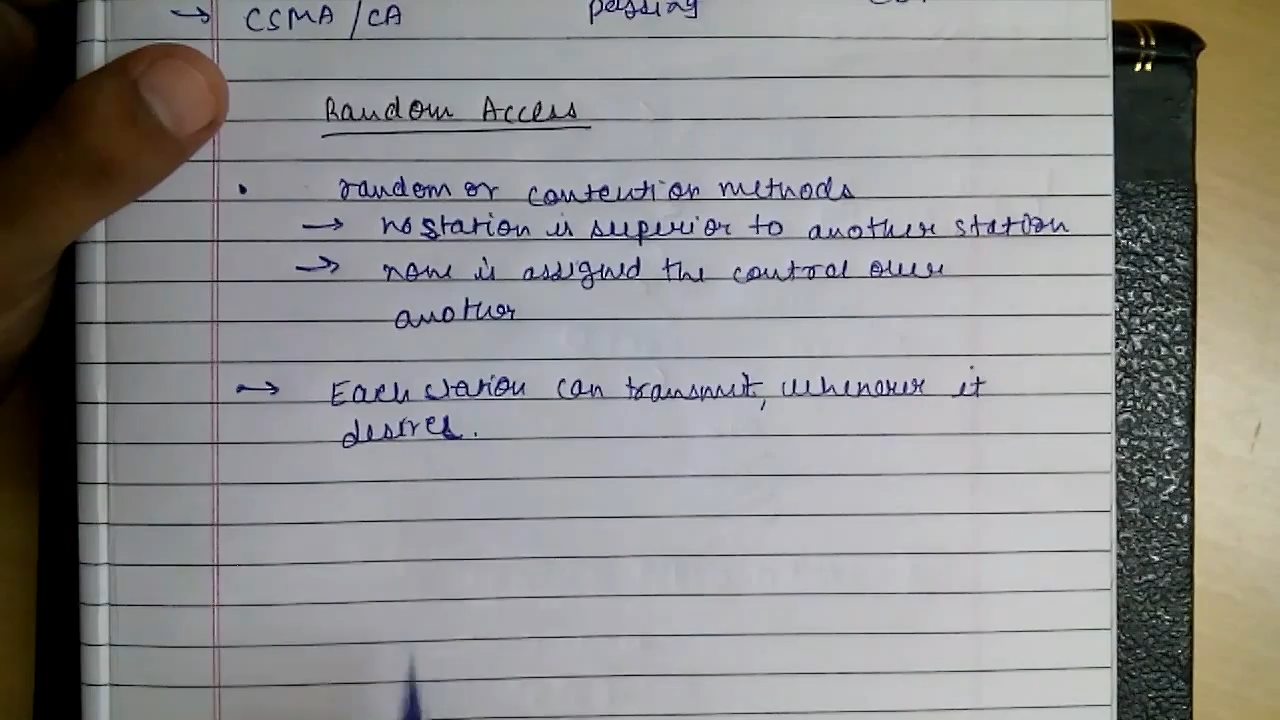 → CSMA/CA passing
Random Access
• random or contention methods
→ no station is superior to another station
→ none is assigned the control over
another
→ Each station can transmit, whenever it
desires.